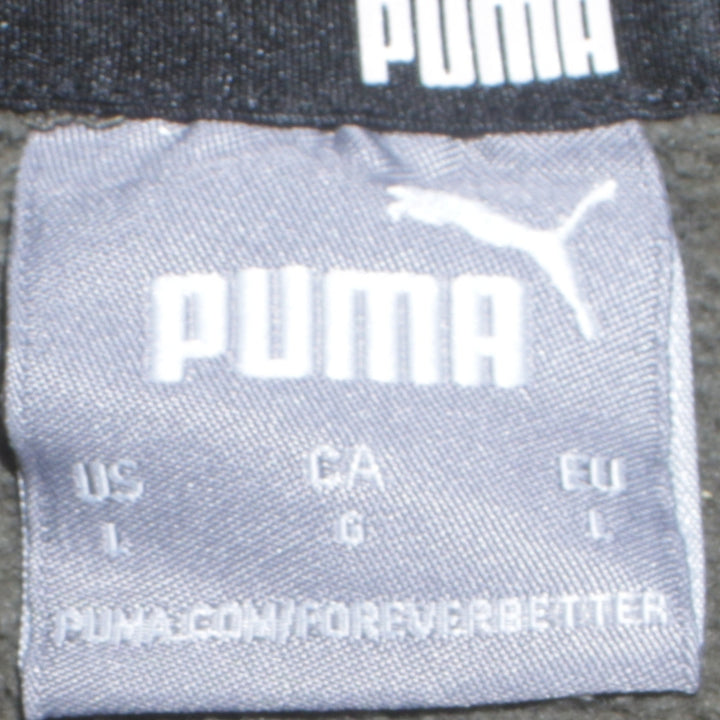 PUMA
PUMA
US CA EU
L G L
PUMA.COM/FOREVERBETTER